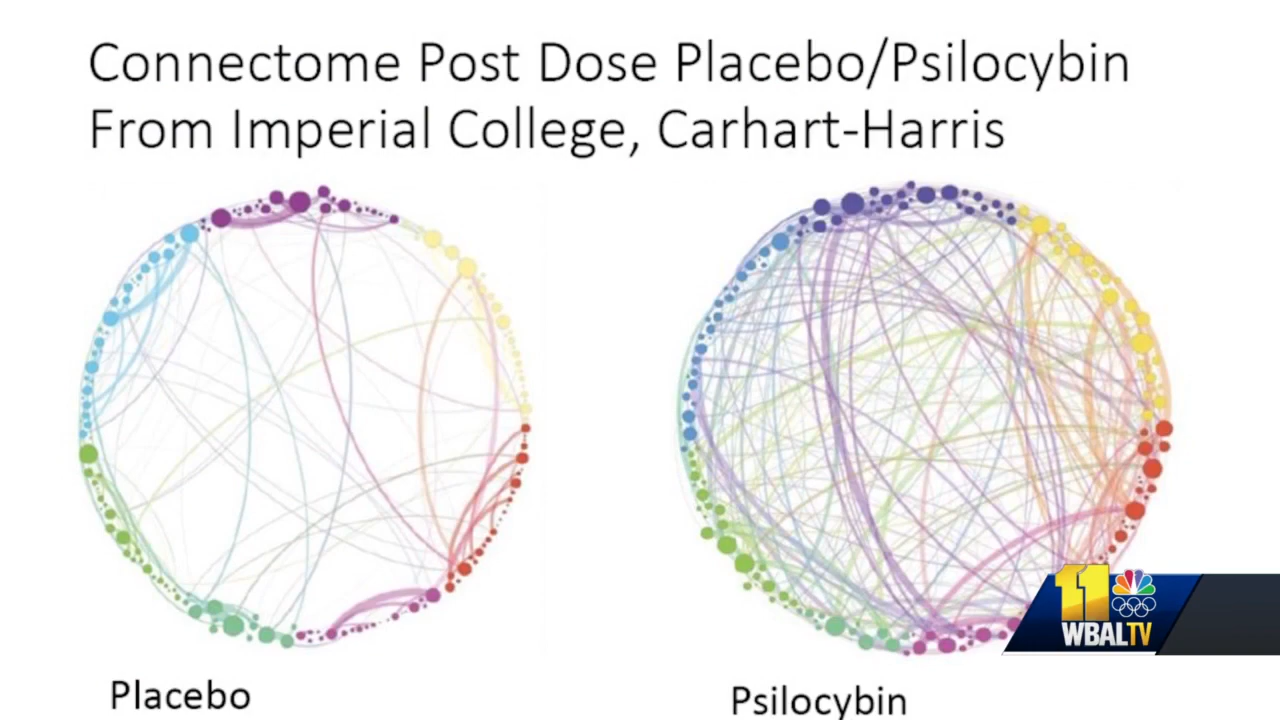 Connectome Post Dose Placebo/Psilocybin
From Imperial College, Carhart-Harris
Placebo
Psilocybin
11
WBALTV